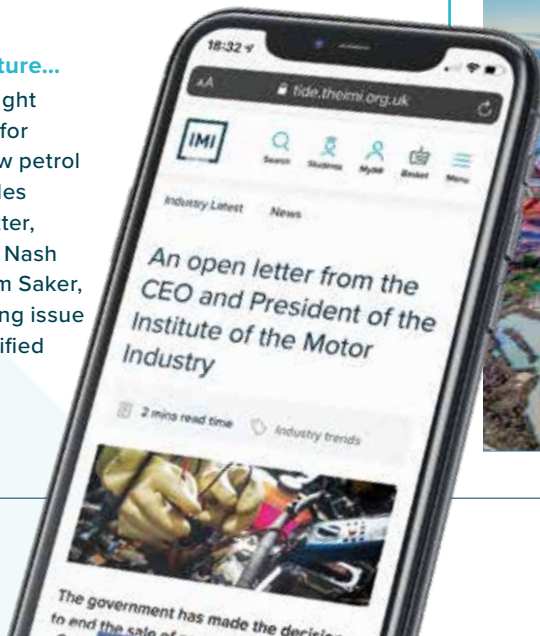 ture...
ght
for
w petrol
les
tter,
Nash
m Saker,
ng issue
ified
18:32
AA
tide.theimi.org.uk
IMI
Search Students MyIMI Basket Menu
Industry Latest News
An open letter from the
CEO and President of the
Institute of the Motor
Industry
2 mins read time Industry trends
The government has made the decision
to end the sale of